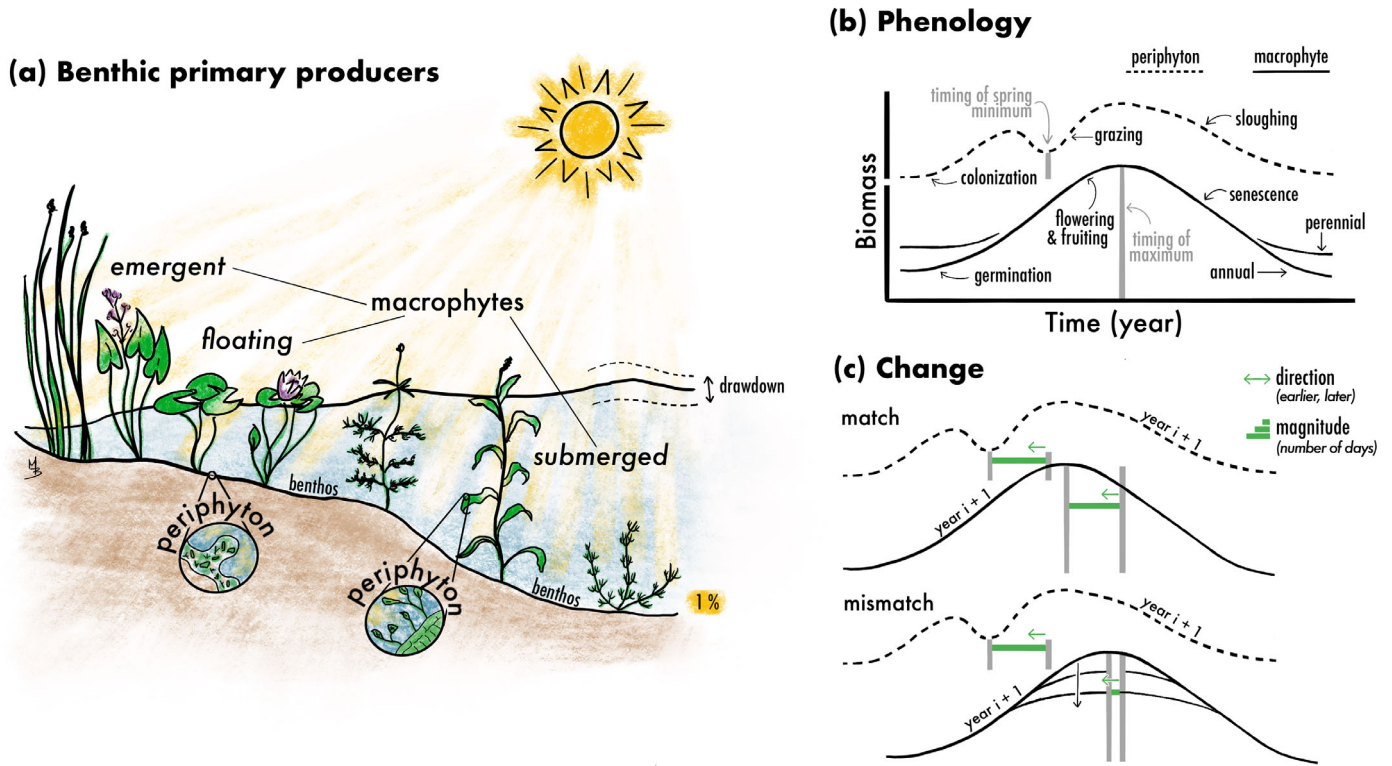 (a) Benthic primary producers
emergent
macrophytes
floating
drawdown
submerged
benthos
periphyton
periphyton
benthos
1%
MB
(b) Phenology
periphyton
macrophyte
timing of spring
minimum
grazing
sloughing
colonization
Biomass
flowering
& fruiting
senescence
timing of
maximum
perennial
germination
annual
Time (year)
(c) Change
direction
(earlier, later)
magnitude
(number of days)
match
year i + 1
year i + 1
mismatch
year i + 1
year i + 1